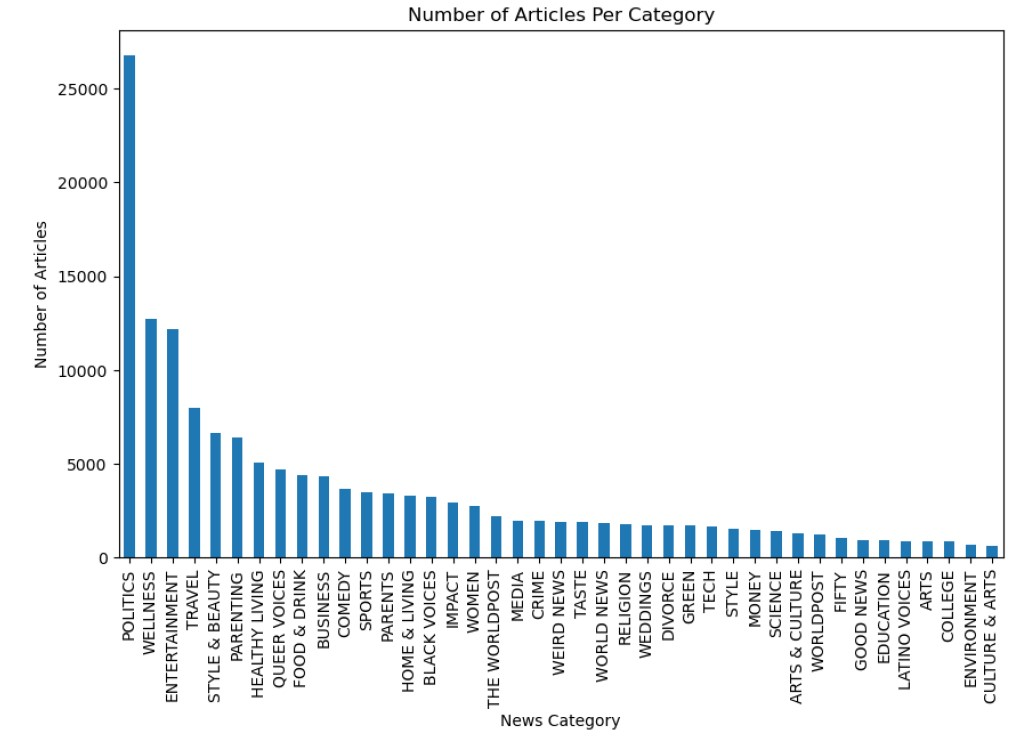 Number of Articles Per Category
Number of Articles
25000
20000
15000
10000
5000
0
POLITICS
WELLNESS
ENTERTAINMENT
TRAVEL
STYLE & BEAUTY
PARENTING
HEALTHY LIVING
QUEER VOICES
FOOD & DRINK
BUSINESS
COMEDY
SPORTS
PARENTS
HOME & LIVING
BLACK VOICES
IMPACT
WOMEN
THE WORLDPOST
MEDIA
CRIME
WEIRD NEWS
TASTE
WORLD NEWS
RELIGION
WEDDINGS
DIVORCE
GREEN
TECH
STYLE
MONEY
SCIENCE
ARTS & CULTURE
WORLDPOST
FIFTY
GOOD NEWS
EDUCATION
LATINO VOICES
ARTS
COLLEGE
ENVIRONMENT
CULTURE & ARTS
News Category